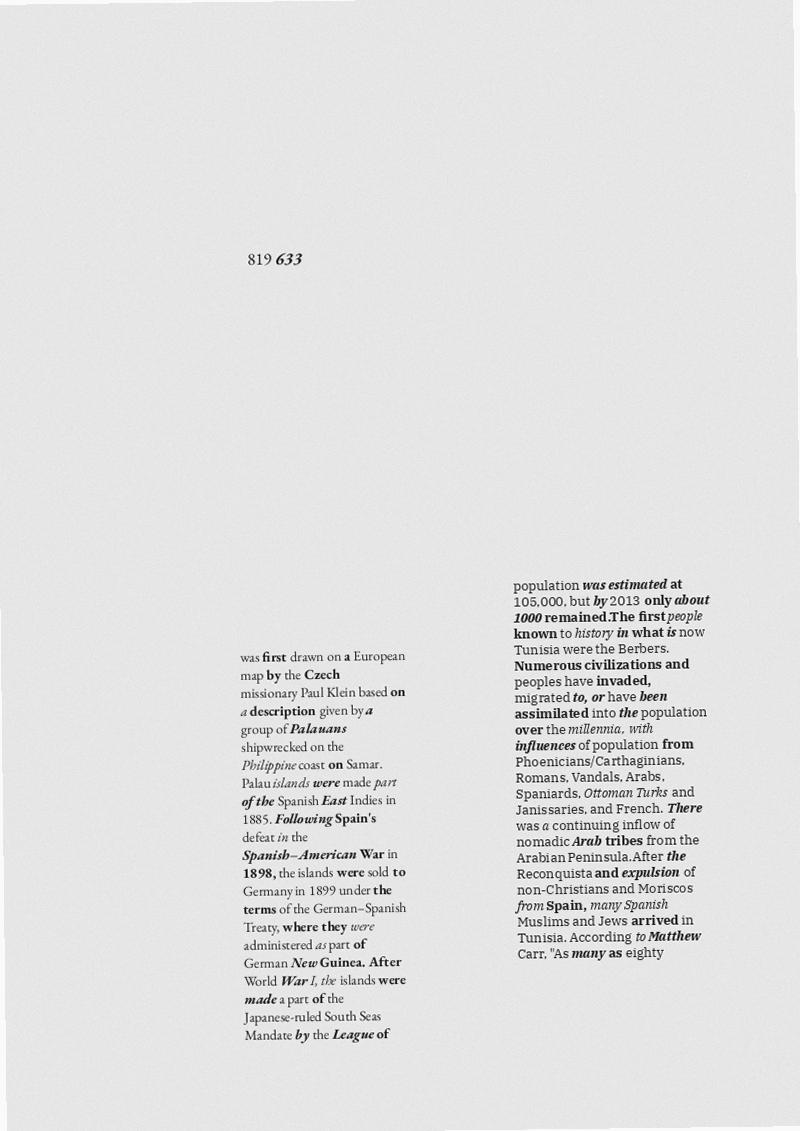 819 633
was first drawn on a European
map by the Czech
missionary Paul Klein based on
a description given by a
group of Palauans
shipwrecked on the
Philippine coast on Samar.
Palau islands were made part
of the Spanish East Indies in
1885. Following Spain's
defeat in the
Spanish–American War in
1898, the islands were sold to
Germany in 1899 under the
terms of the German–Spanish
Treaty, where they were
administered as part of
German New Guinea. After
World War I, the islands were
made a part of the
Japanese-ruled South Seas
Mandate by the League of
population was estimated at
105,000, but by 2013 only about
1000 remained.The first people
known to history in what is now
Tunisia were the Berbers.
Numerous civilizations and
peoples have invaded,
migrated to, or have been
assimilated into the population
over the millennia, with
influences of population from
Phoenicians/Carthaginians,
Romans, Vandals, Arabs,
Spaniards, Ottoman Turks and
Janissaries, and French. There
was a continuing inflow of
nomadic Arab tribes from the
Arabian Peninsula.After the
Reconquista and expulsion of
non-Christians and Moriscos
from Spain, many Spanish
Muslims and Jews arrived in
Tunisia. According to Matthew
Carr, "As many as eighty